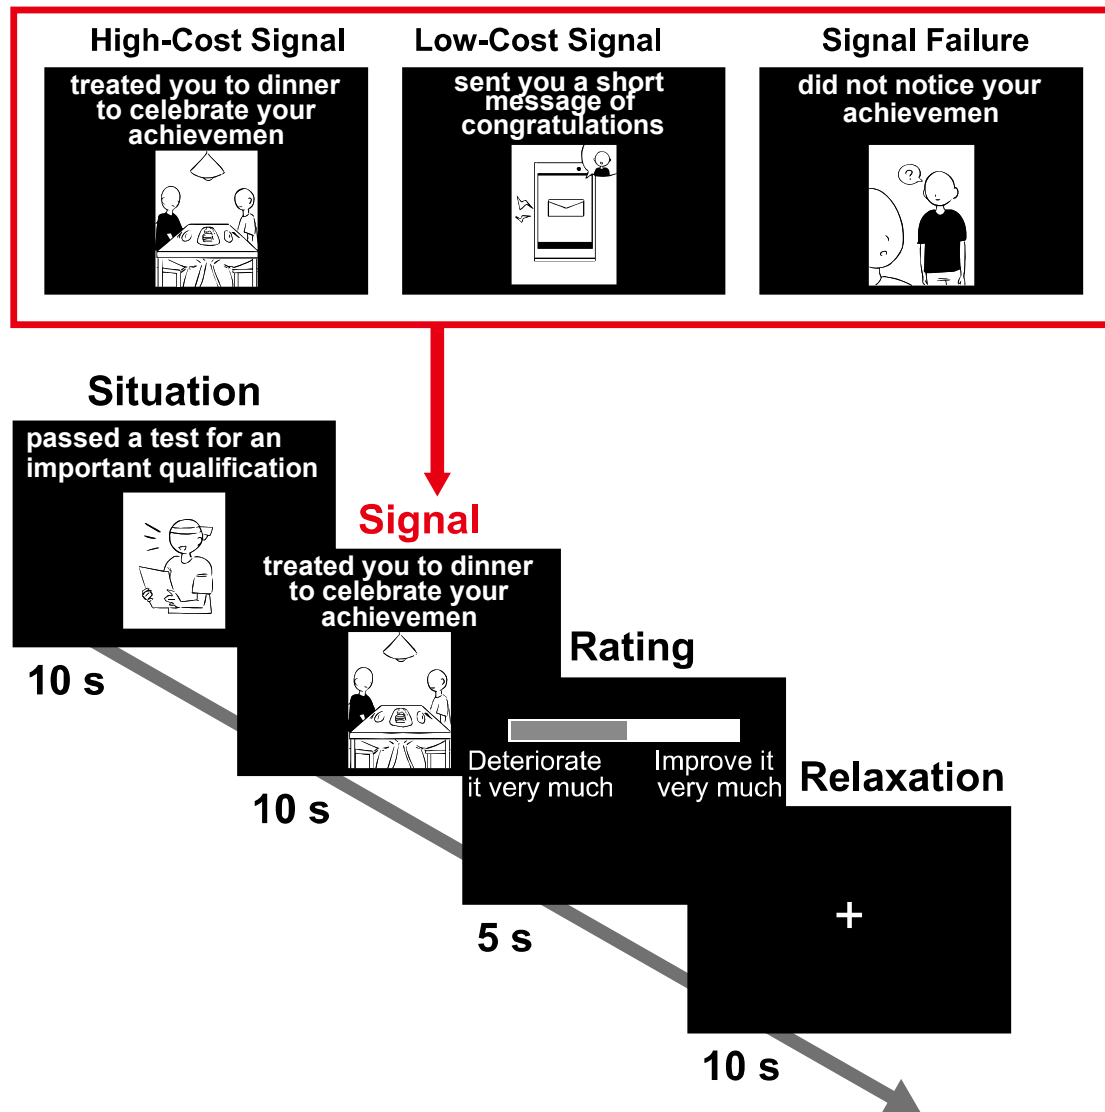 High-Cost Signal
treated you to dinner
to celebrate your
achievemen
Low-Cost Signal
sent you a short
message of
congratulations
Signal Failure
did not notice your
achievemen
?
Situation
passed a test for an
important qualification
10 s
Signal
treated you to dinner
to celebrate your
achievemen
10 s
Rating
Deteriorate
it very much
Improve it
very much
5 s
Relaxation
+
10 s